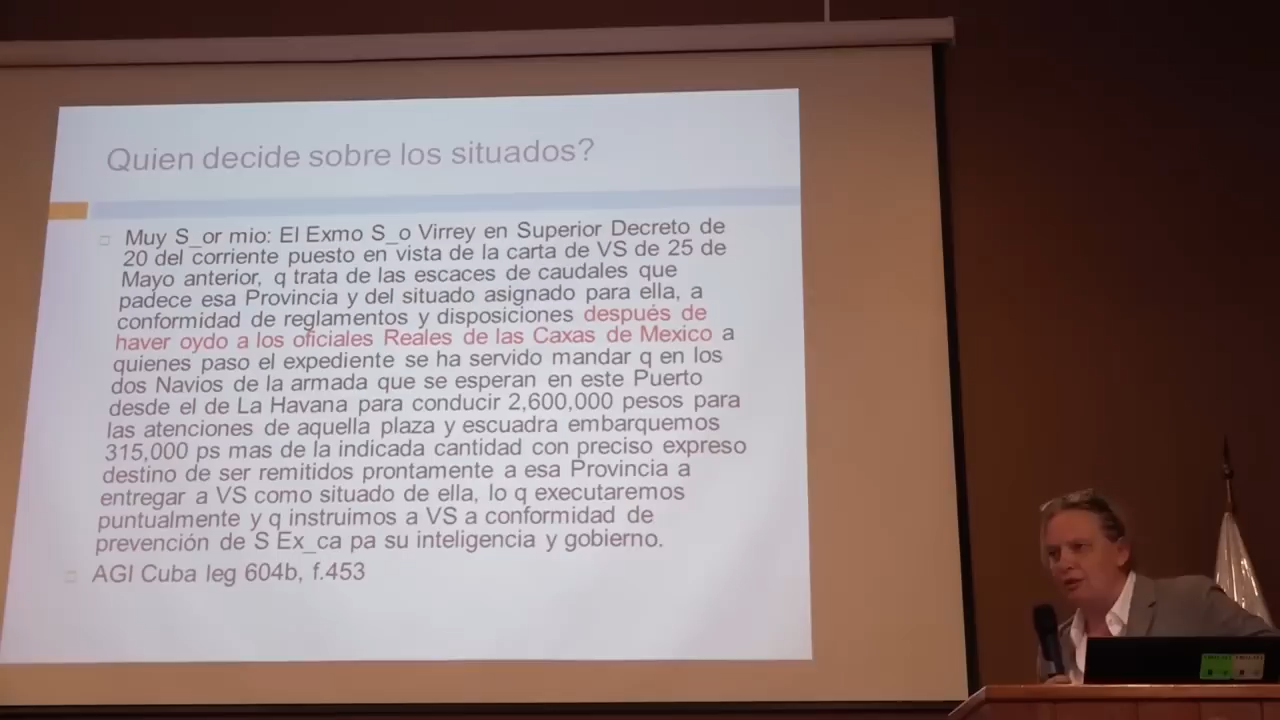 Quien decide sobre los situados?
Muy S_or mio: El Exmo S_o Virrey en Superior Decreto de
20 del corriente puesto en vista de la carta de VS de 25 de
Mayo anterior, q trata de las escaces de caudales que
padece esa Provincia y del situado asignado para ella, a
conformidad de reglamentos y disposiciones después de
haver oydo a los oficiales Reales de las Caxas de Mexico a
quienes paso el expediente se ha servido mandar q en los
dos Navios de la armada que se esperan en este Puerto
desde el de La Havana para conducir 2,600,000 pesos para
las atenciones de aquella plaza y escuadra embarquemos
315,000 ps mas de la indicada cantidad con preciso expreso
destino de ser remitidos prontamente a esa Provincia a
entregar a VS como situado de ella, lo q executaremos
puntualmente y q instruimos a VS a conformidad de
prevención de S Ex_ca pa su inteligencia y gobierno.
AGI Cuba leg 604b, f.453